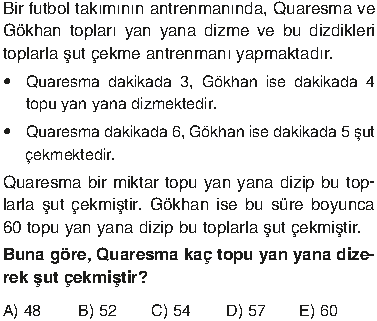 Bir futbol takımının antrenmanında, Quaresma ve
Gökhan topları yan yana dizme ve bu dizdikleri
toplarla şut çekme antrenmanı yapmaktadır.
• Quaresma dakikada 3, Gökhan ise dakikada 4
topu yan yana dizmektedir.
• Quaresma dakikada 6, Gökhan ise dakikada 5 şut
çekmektedir.
Quaresma bir miktar topu yan yana dizip bu top-
larla şut çekmiştir. Gökhan ise bu süre boyunca
60 topu yan yana dizip bu toplarla şut çekmiştir.
Buna göre, Quaresma kaç topu yan yana dize-
rek şut çekmiştir?
A) 48 B) 52 C) 54 D) 57 E) 60